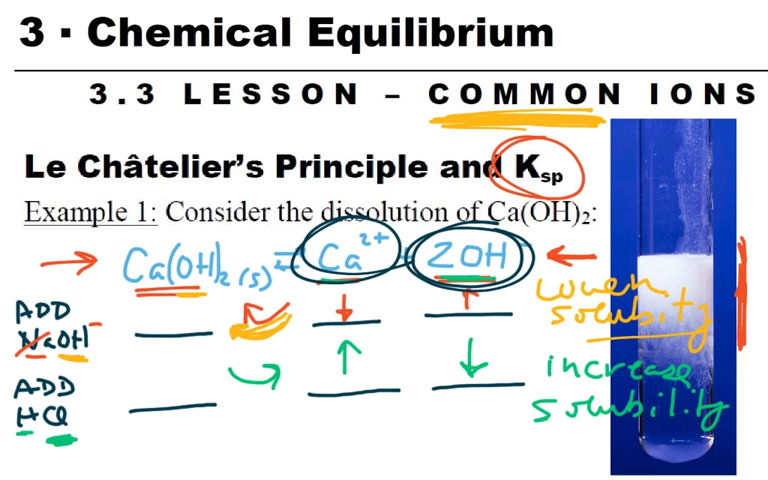 3 · Chemical Equilibrium
3.3 LESSON – COMMON IONS
Le Châtelier's Principle and Ksp
Example 1: Consider the dissolution of Ca(OH)₂:
Ca(OH)₂ (s) ⇌ Ca²⁺ + 2OH⁻
ADD
NaOH⁻
lower
solubity
ADD
HCl
increase
solubility